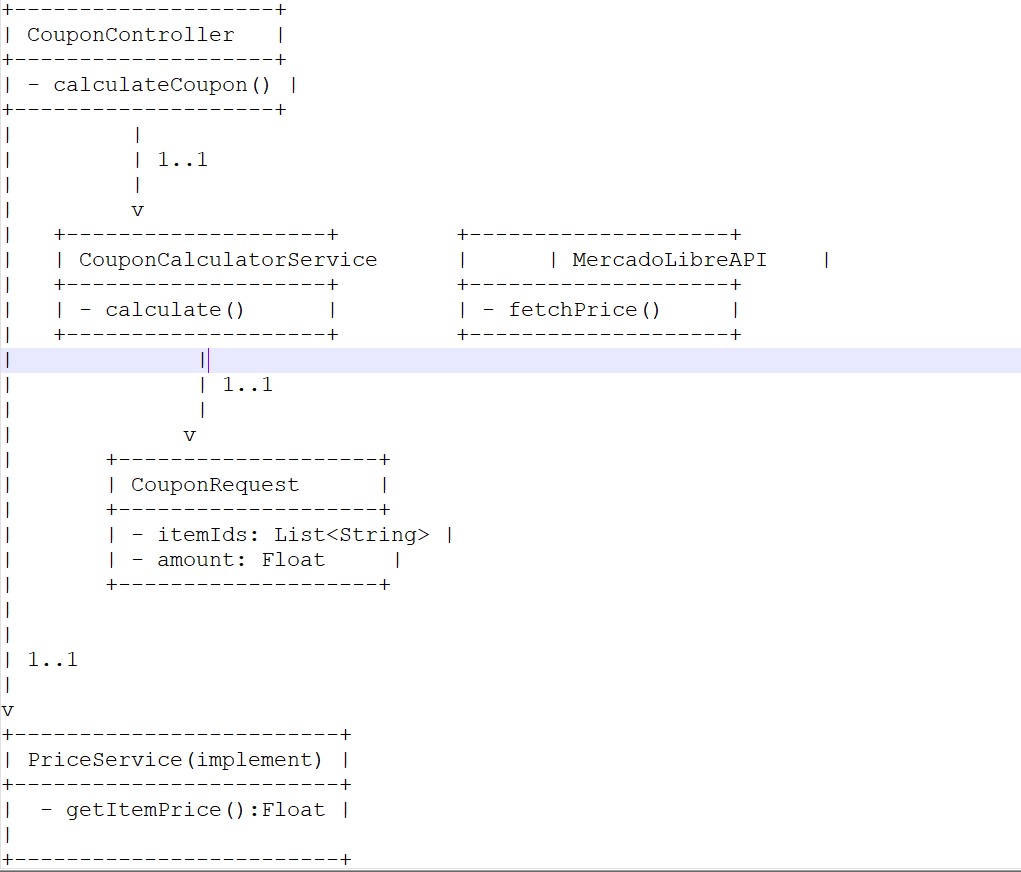 +--------------------+
| CouponController   |
+--------------------+
| - calculateCoupon() |
+--------------------+
|         |
|         | 1..1
|         |
|         v
|   +--------------------+         +--------------------+
|   | CouponCalculatorService      |      | MercadoLibreAPI    |
|   +--------------------+         +--------------------+
|   | - calculate()      |         | - fetchPrice()     |
|   +--------------------+         +--------------------+
|              |
|              | 1..1
|              |
|             v
|       +--------------------+
|       | CouponRequest      |
|       +--------------------+
|       | - itemIds: List<String> |
|       | - amount: Float     |
|       +--------------------+
|
|
| 1..1
|
v
+-------------------------+
| PriceService(implement) |
+-------------------------+
|  - getItemPrice():Float |
|
+-------------------------+